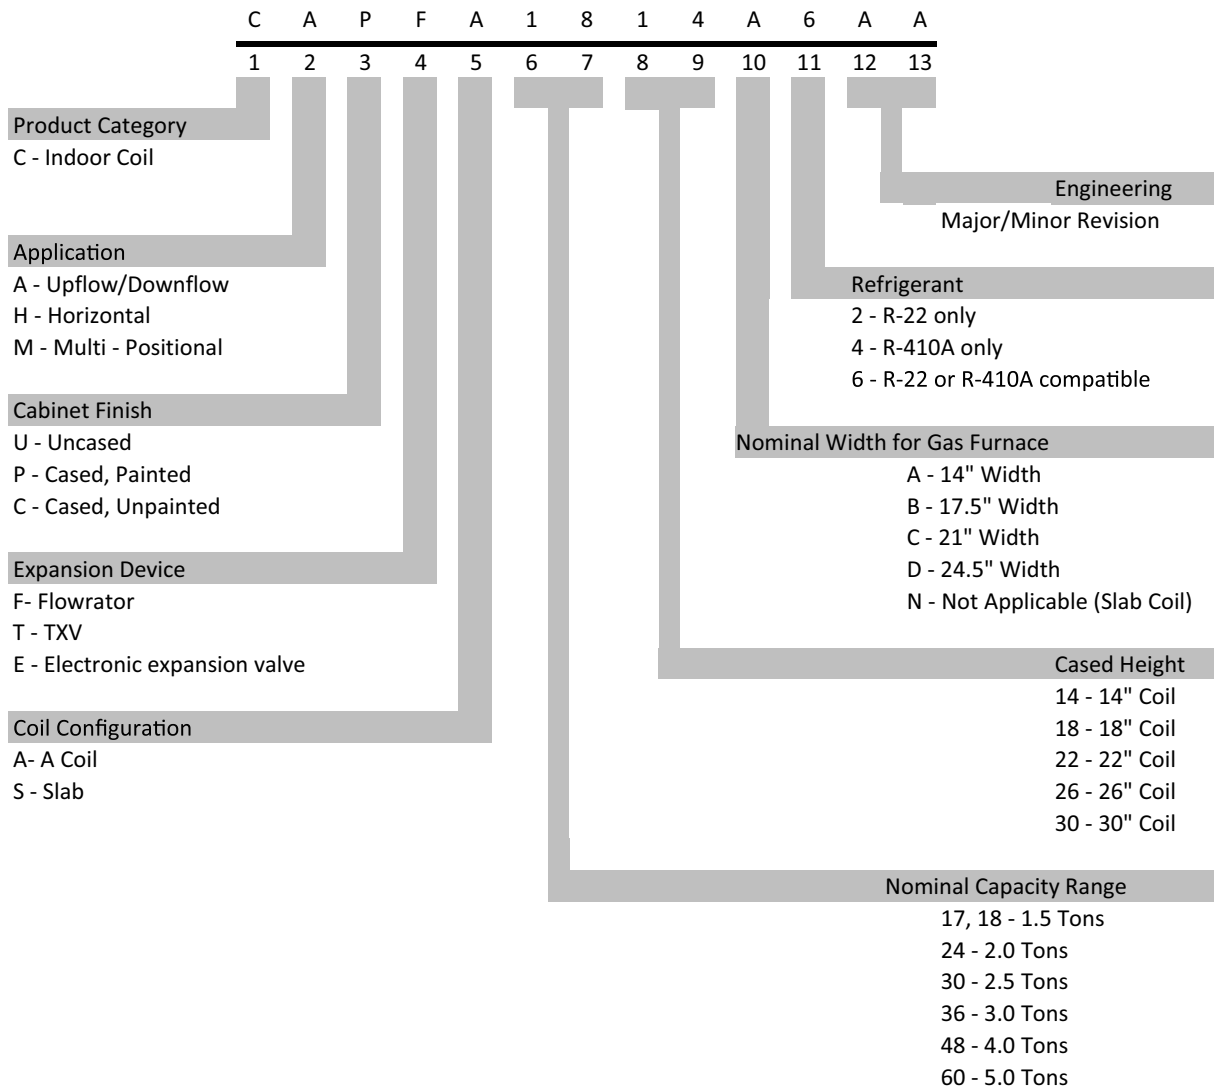 C A P F A 1 8 1 4 A 6 A A
1 2 3 4 5 6 7 8 9 10 11 12 13
Product Category
C - Indoor Coil
Engineering
Major/Minor Revision
Application
A - Upflow/Downflow
H - Horizontal
M - Multi - Positional
Refrigerant
2 - R-22 only
4 - R-410A only
6 - R-22 or R-410A compatible
Cabinet Finish
U - Uncased
P - Cased, Painted
C - Cased, Unpainted
Nominal Width for Gas Furnace
A - 14" Width
B - 17.5" Width
C - 21" Width
D - 24.5" Width
N - Not Applicable (Slab Coil)
Expansion Device
F- Flowrator
T - TXV
E - Electronic expansion valve
Cased Height
14 - 14" Coil
18 - 18" Coil
22 - 22" Coil
26 - 26" Coil
30 - 30" Coil
Coil Configuration
A- A Coil
S - Slab
Nominal Capacity Range
17, 18 - 1.5 Tons
24 - 2.0 Tons
30 - 2.5 Tons
36 - 3.0 Tons
48 - 4.0 Tons
60 - 5.0 Tons